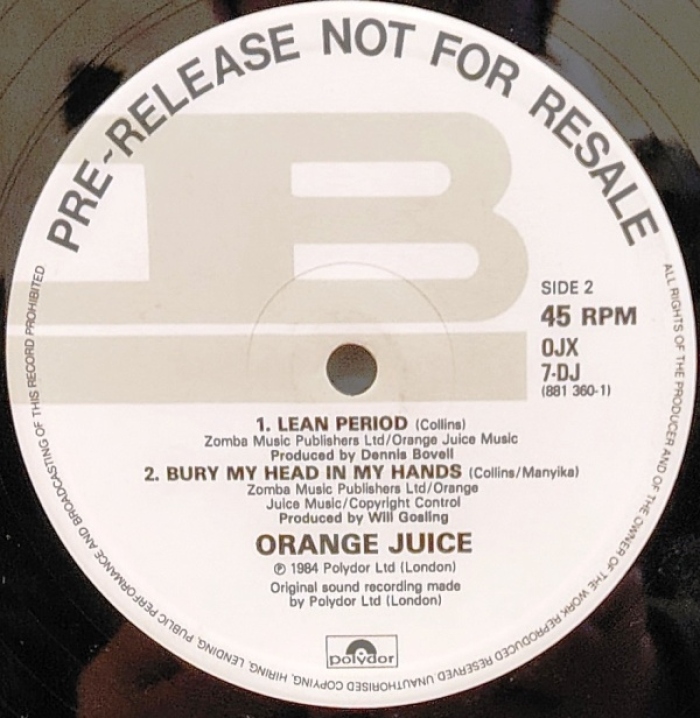 PRE-RELEASE NOT FOR RESALE
B
SIDE 2
45 RPM
OJX
7-DJ
(881 360-1)
1. LEAN PERIOD (Collins)
Zomba Music Publishers Ltd/Orange Juice Music
Produced by Dennis Bovell
2. BURY MY HEAD IN MY HANDS (Collins/Manyika)
Zomba Music Publishers Ltd/Orange
Juice Music/Copyright Control
Produced by Will Gosling
ORANGE JUICE
℗ 1984 Polydor Ltd (London)
Original sound recording made
by Polydor Ltd (London)
polydor
ALL RIGHTS OF THE PRODUCER AND OF THE OWNER OF THE WORK REPRODUCED RESERVED. UNAUTHORISED COPYING, HIRING, LENDING, PUBLIC PERFORMANCE AND BROADCASTING OF THIS RECORD PROHIBITED